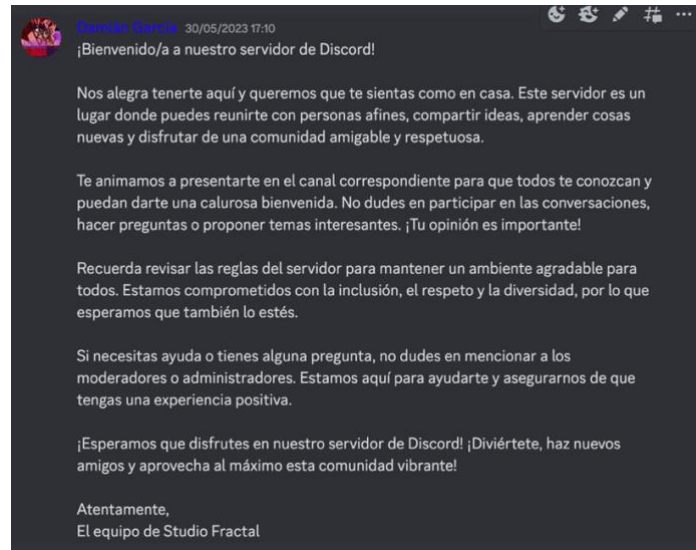 Damián García 30/05/2023 17:10
¡Bienvenido/a a nuestro servidor de Discord!
Nos alegra tenerte aquí y queremos que te sientas como en casa. Este servidor es un
lugar donde puedes reunirte con personas afines, compartir ideas, aprender cosas
nuevas y disfrutar de una comunidad amigable y respetuosa.
Te animamos a presentarte en el canal correspondiente para que todos te conozcan y
puedan darte una calurosa bienvenida. No dudes en participar en las conversaciones,
hacer preguntas o proponer temas interesantes. ¡Tu opinión es importante!
Recuerda revisar las reglas del servidor para mantener un ambiente agradable para
todos. Estamos comprometidos con la inclusión, el respeto y la diversidad, por lo que
esperamos que también lo estés.
Si necesitas ayuda o tienes alguna pregunta, no dudes en mencionar a los
moderadores o administradores. Estamos aquí para ayudarte y asegurarnos de que
tengas una experiencia positiva.
¡Esperamos que disfrutes en nuestro servidor de Discord! ¡Diviértete, haz nuevos
amigos y aprovecha al máximo esta comunidad vibrante!
Atentamente,
El equipo de Studio Fractal